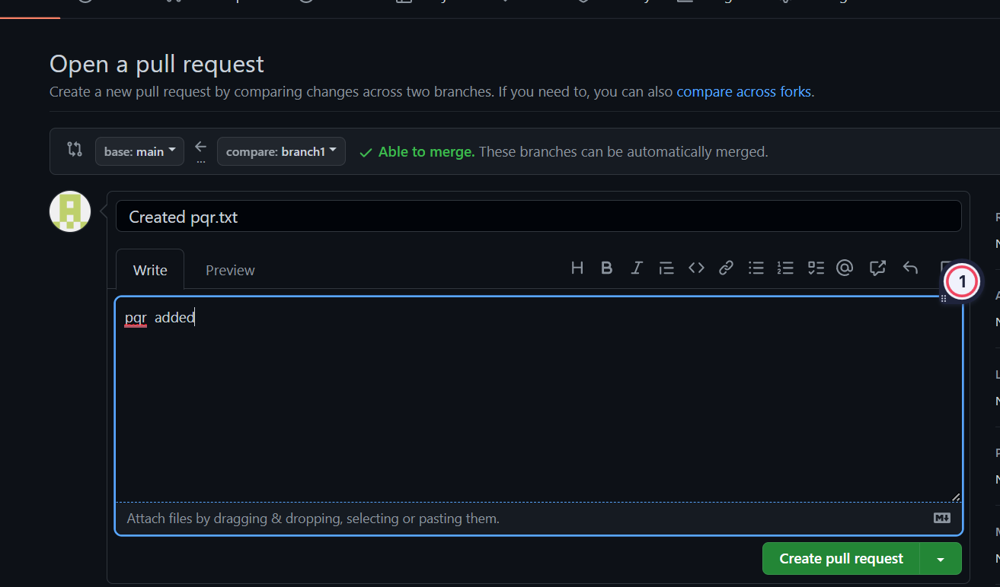 Open a pull request
Create a new pull request by comparing changes across two branches. If you need to, you can also compare across forks.
base: main
compare: branch1
Able to merge. These branches can be automatically merged.
Created pqr.txt
Write Preview
1
pqr  added
Attach files by dragging & dropping, selecting or pasting them.
Create pull request